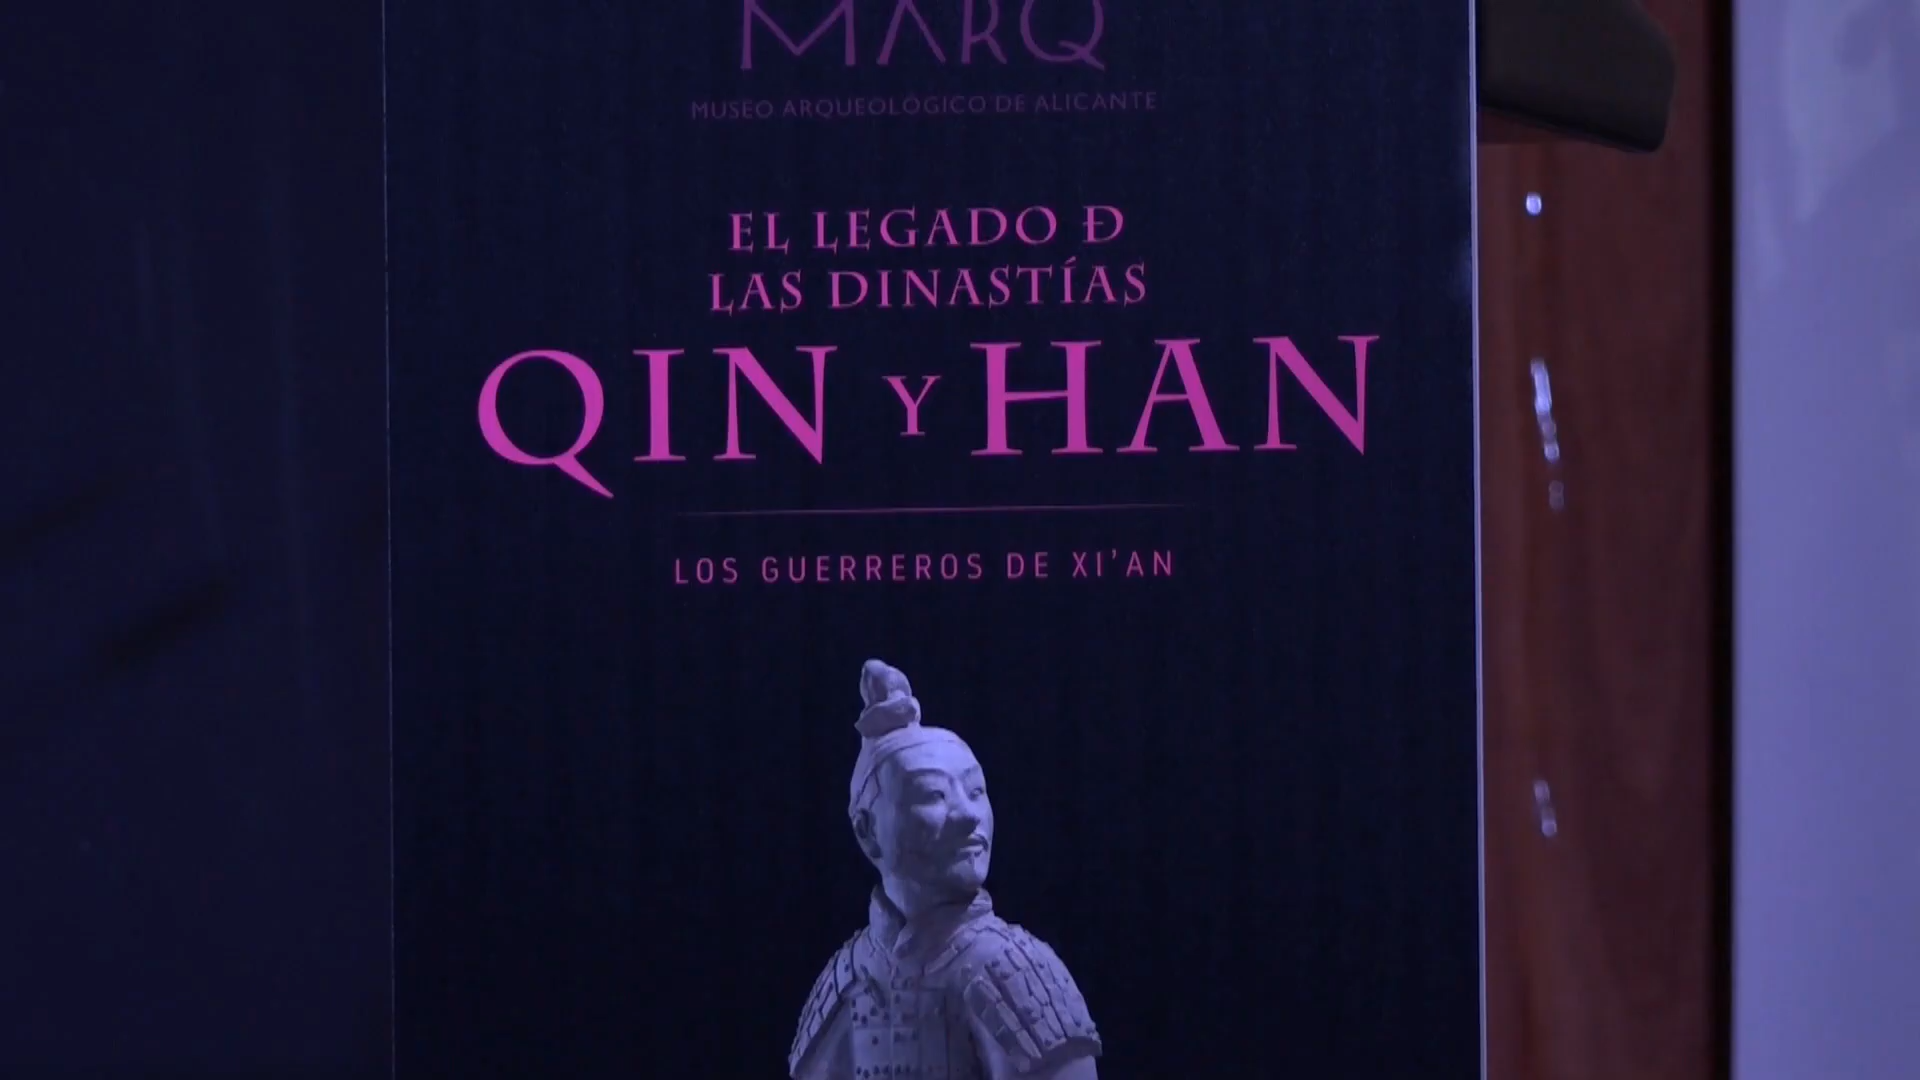 MARQ
MUSEO ARQUEOLÓGICO DE ALICANTE
EL LEGADO Đ
LAS DINASTÍAS
QIN Y HAN
LOS GUERREROS DE XI'AN